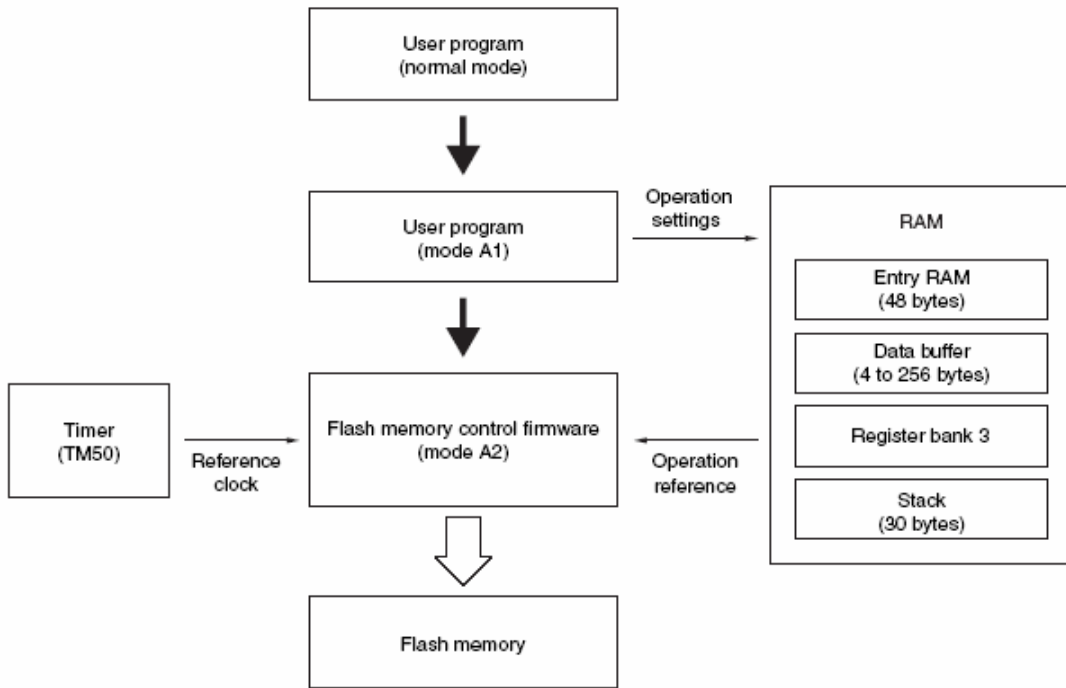 User program
(normal mode)
User program
(mode A1)
Operation
settings
RAM
Entry RAM
(48 bytes)
Data buffer
(4 to 256 bytes)
Register bank 3
Stack
(30 bytes)
Timer
(TM50)
Reference
clock
Flash memory control firmware
(mode A2)
Operation
reference
Flash memory